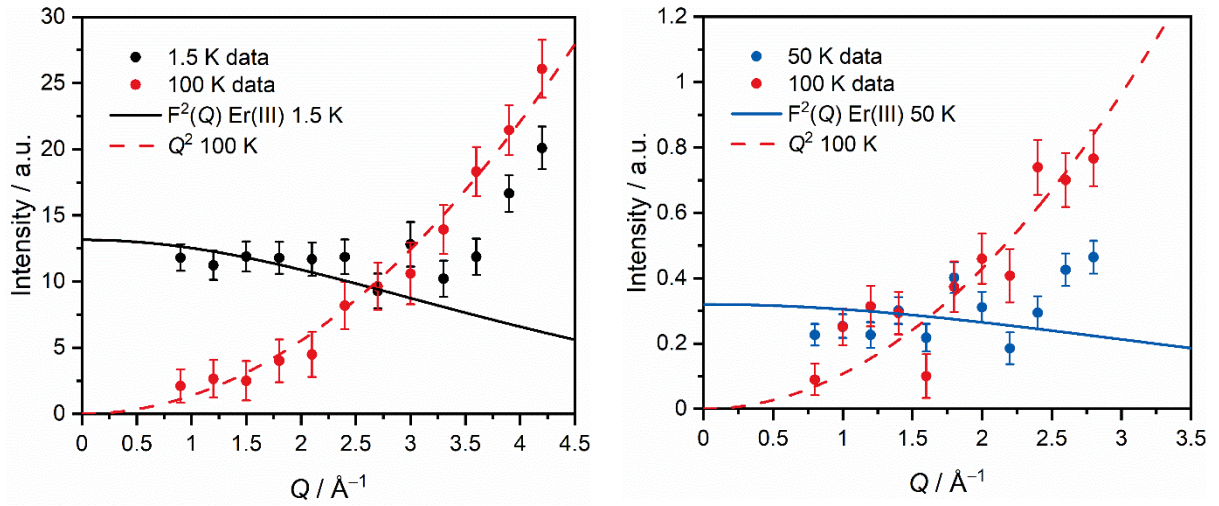 30
25
20
15
10
5
0
Intensity / a.u.
1.5 K data
100 K data
F²(Q) Er(III) 1.5 K
Q² 100 K
0 0.5 1 1.5 2 2.5 3 3.5 4 4.5
Q / Å⁻¹
1.2
1
0.8
0.6
0.4
0.2
0
Intensity / a.u.
50 K data
100 K data
F²(Q) Er(III) 50 K
Q² 100 K
0 0.5 1 1.5 2 2.5 3 3.5
Q / Å⁻¹